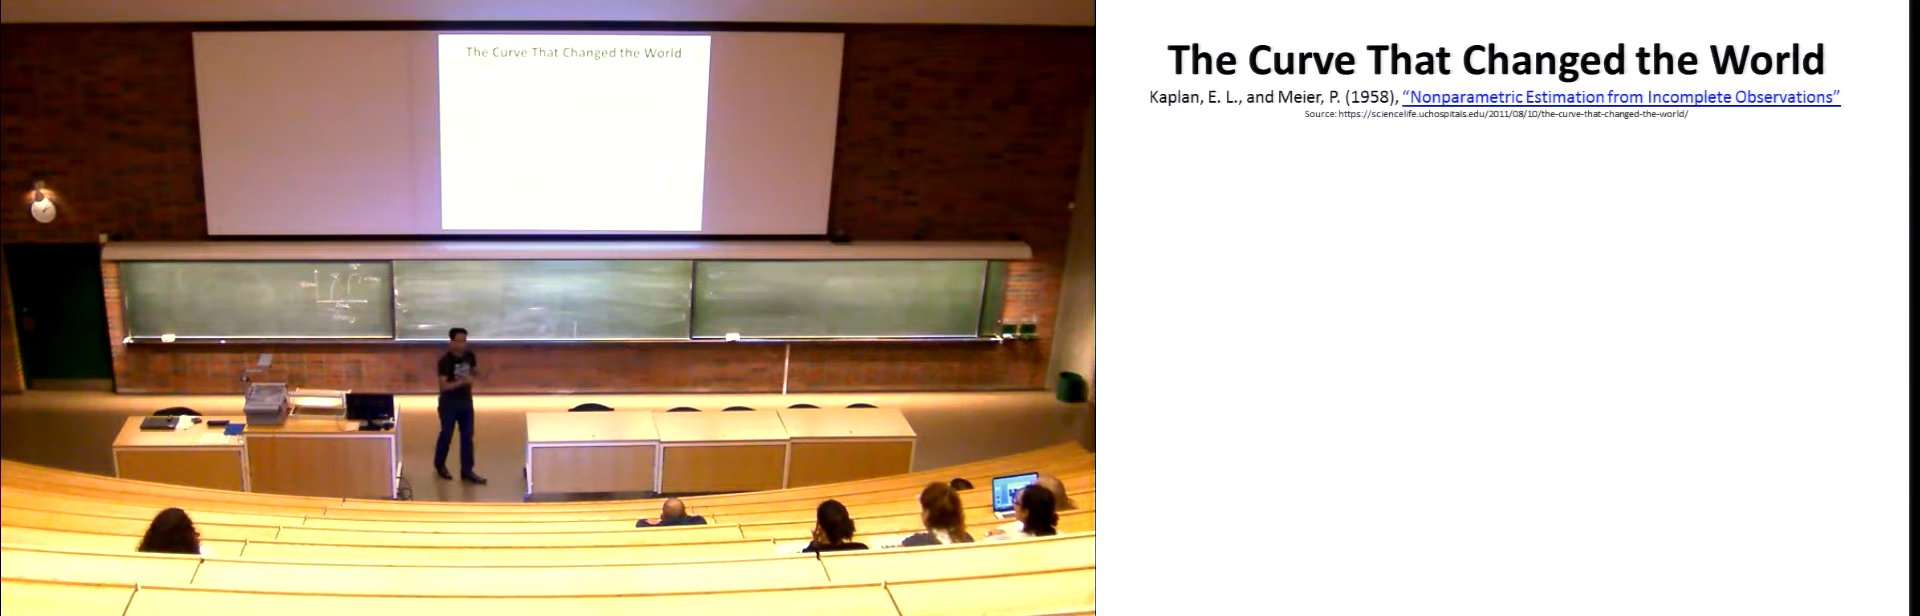 The Curve That Changed the World
The Curve That Changed the World
Kaplan, E. L., and Meier, P. (1958), “Nonparametric Estimation from Incomplete Observations”
Source: https://sciencelife.uchospitals.edu/2011/08/10/the-curve-that-changed-the-world/